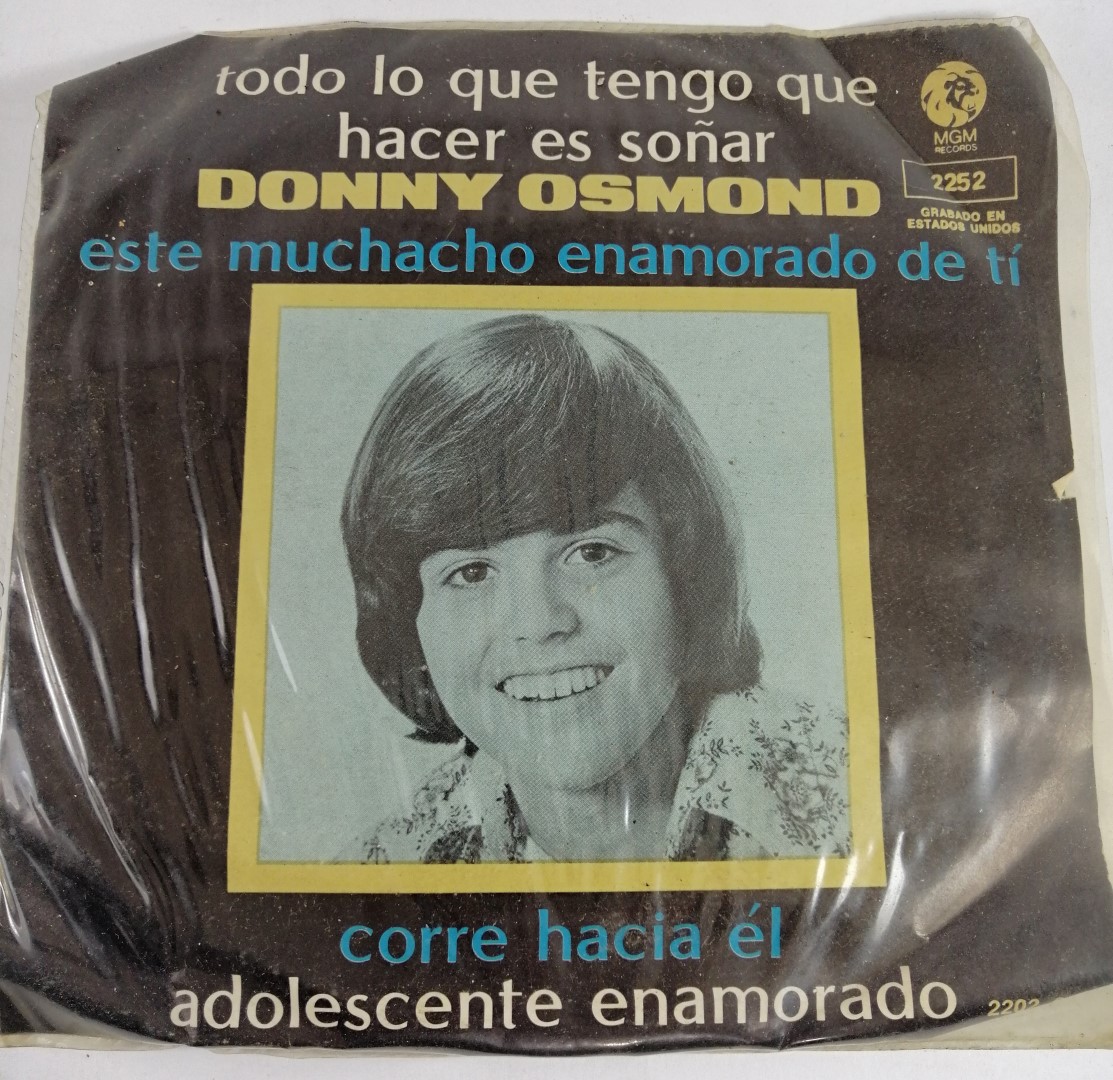 todo lo que tengo que
hacer es soñar
DONNY OSMOND
este muchacho enamorado de tí
MGM
RECORDS
2252
GRABADO EN
ESTADOS UNIDOS
corre hacia él
adolescente enamorado